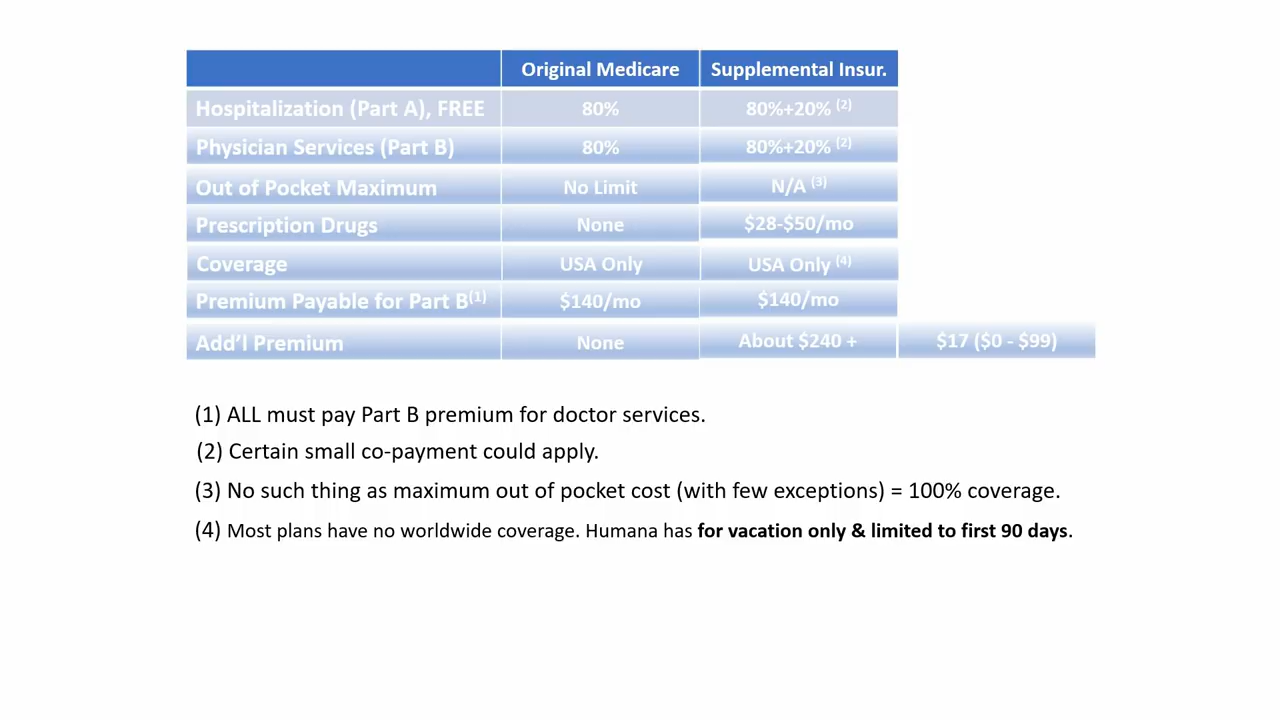 Original Medicare Supplemental Insur.
Hospitalization (Part A), FREE 80% 80%+20% (2)
Physician Services (Part B) 80% 80%+20% (2)
Out of Pocket Maximum No Limit N/A (3)
Prescription Drugs None $28-$50/mo
Coverage USA Only USA Only (4)
Premium Payable for Part B(1) $140/mo $140/mo
Add'l Premium None About $240 + $17 ($0 - $99)
(1) ALL must pay Part B premium for doctor services.
(2) Certain small co-payment could apply.
(3) No such thing as maximum out of pocket cost (with few exceptions) = 100% coverage.
(4) Most plans have no worldwide coverage. Humana has for vacation only & limited to first 90 days.